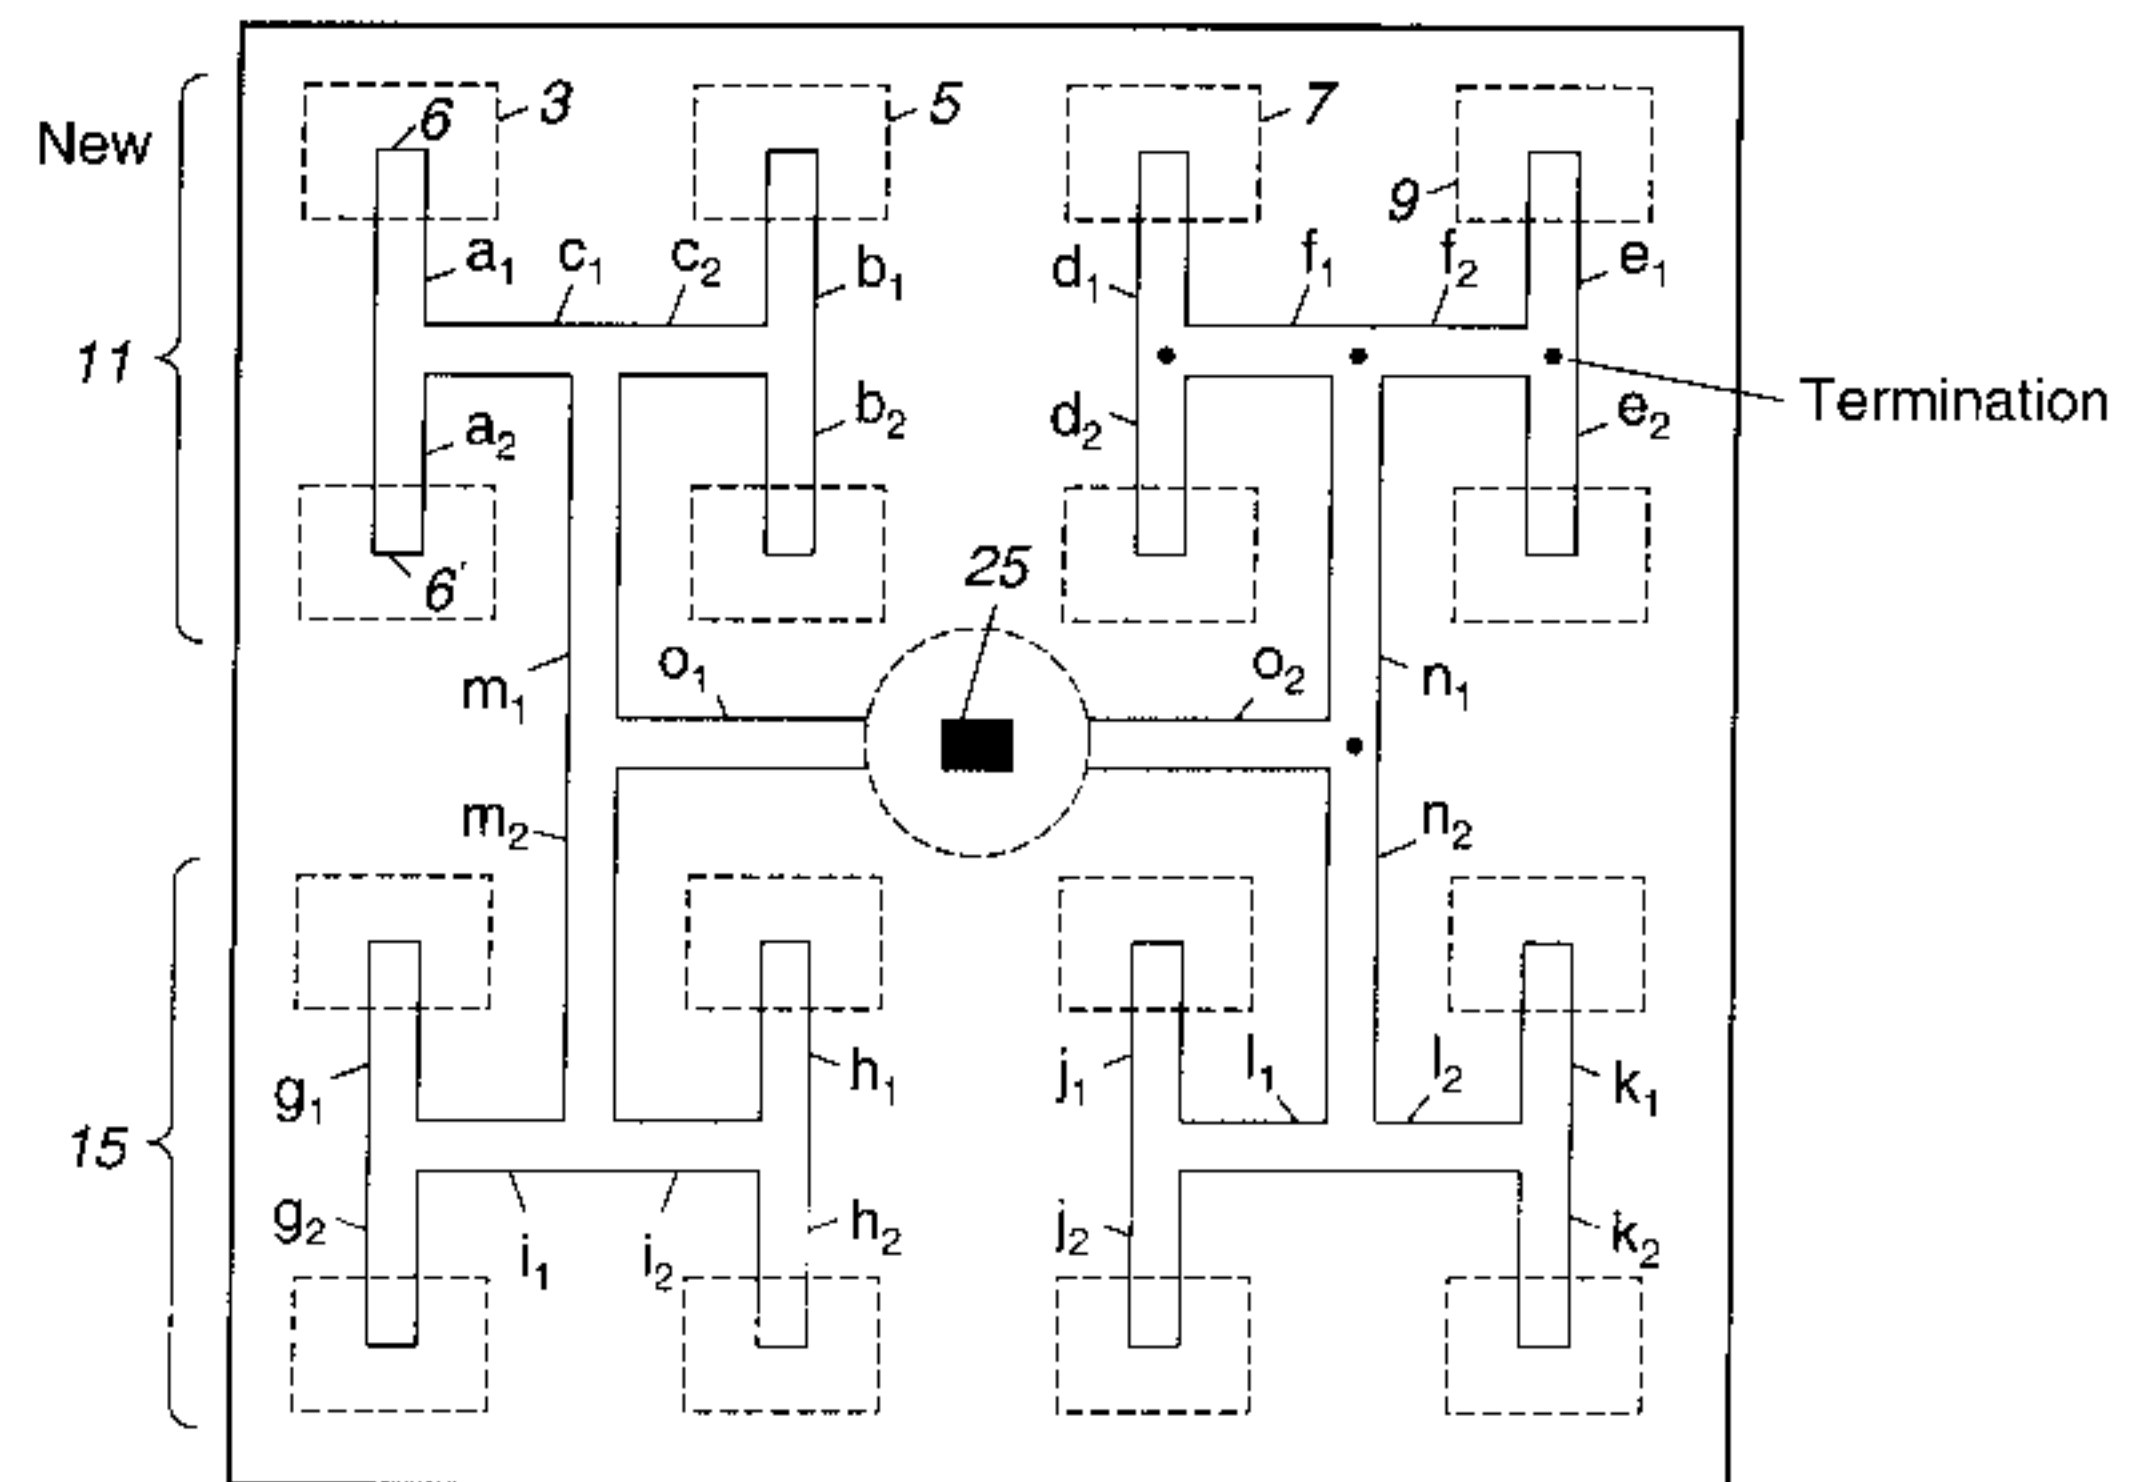 New
6
3
5
7
9
a1
c1
c2
b1
d1
f1
f2
e1
11
a2
b2
d2
e2
Termination
6'
25
m1
o1
o2
n1
m2
n2
g1
h1
j1
l1
l2
k1
15
g2
i1
i2
h2
j2
k2